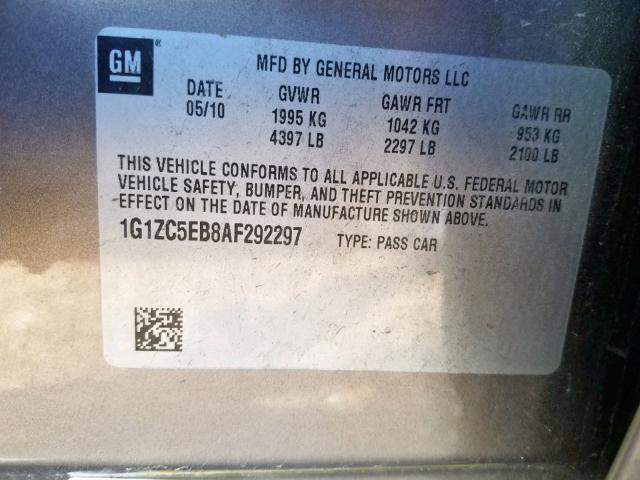 GM ®
MFD BY GENERAL MOTORS LLC
DATE GVWR GAWR FRT GAWR RR
05/10 1995 KG 1042 KG 953 KG
4397 LB 2297 LB 2100 LB
THIS VEHICLE CONFORMS TO ALL APPLICABLE U.S. FEDERAL MOTOR
VEHICLE SAFETY, BUMPER, AND THEFT PREVENTION STANDARDS IN
EFFECT ON THE DATE OF MANUFACTURE SHOWN ABOVE.
1G1ZC5EB8AF292297 TYPE: PASS CAR